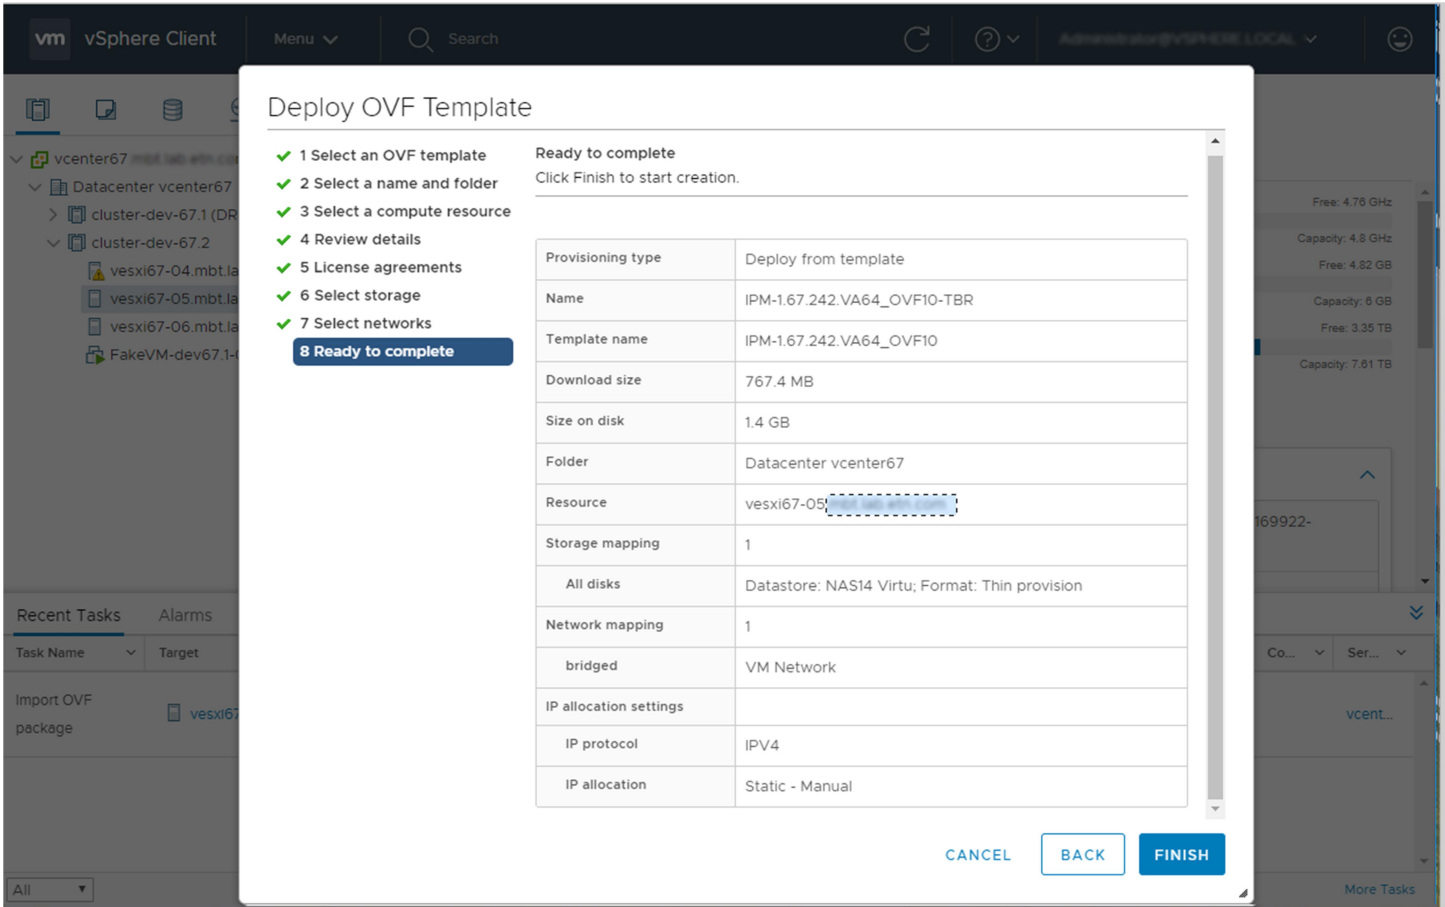 vm vSphere Client Menu Search
Deploy OVF Template
vcenter67
Datacenter vcenter67
cluster-dev-67.1 (DR
cluster-dev-67.2
vesxi67-04.mbt.la
vesxi67-05.mbt.la
vesxi67-06.mbt.la
FakeVM-dev67.1-0
1 Select an OVF template
2 Select a name and folder
3 Select a compute resource
4 Review details
5 License agreements
6 Select storage
7 Select networks
8 Ready to complete
Ready to complete
Click Finish to start creation.
Provisioning type Deploy from template
Name IPM-1.67.242.VA64_OVF10-TBR
Template name IPM-1.67.242.VA64_OVF10
Download size 767.4 MB
Size on disk 1.4 GB
Folder Datacenter vcenter67
Resource vesxi67-05
Storage mapping 1
All disks Datastore: NAS14 Virtu; Format: Thin provision
Network mapping 1
bridged VM Network
IP allocation settings
IP protocol IPV4
IP allocation Static - Manual
CANCEL BACK FINISH
Free: 4.76 GHz
Capacity: 4.8 GHz
Free: 4.82 GB
Capacity: 6 GB
Free: 3.35 TB
Capacity: 7.61 TB
169922-
Recent Tasks Alarms
Task Name Target Co... Ser...
Import OVF
package
vesxi67 vcent...
All More Tasks